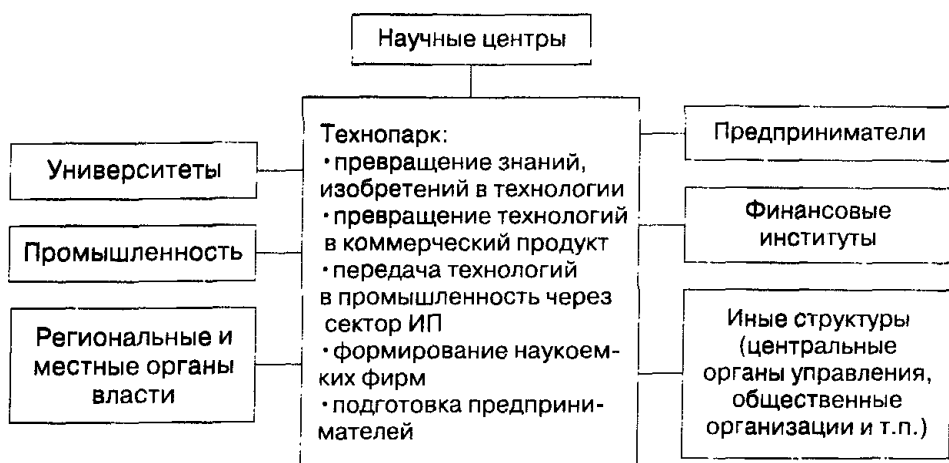 Научные центры
Университеты
Промышленность
Региональные и
местные органы
власти
Технопарк:
• превращение знаний,
изобретений в технологии
• превращение технологий
в коммерческий продукт
• передача технологий
в промышленность через
сектор ИП
• формирование наукоем-
ких фирм
• подготовка предприни-
мателей
Предприниматели
Финансовые
институты
Иные структуры
(центральные
органы управления,
общественные
организации и т.п.)